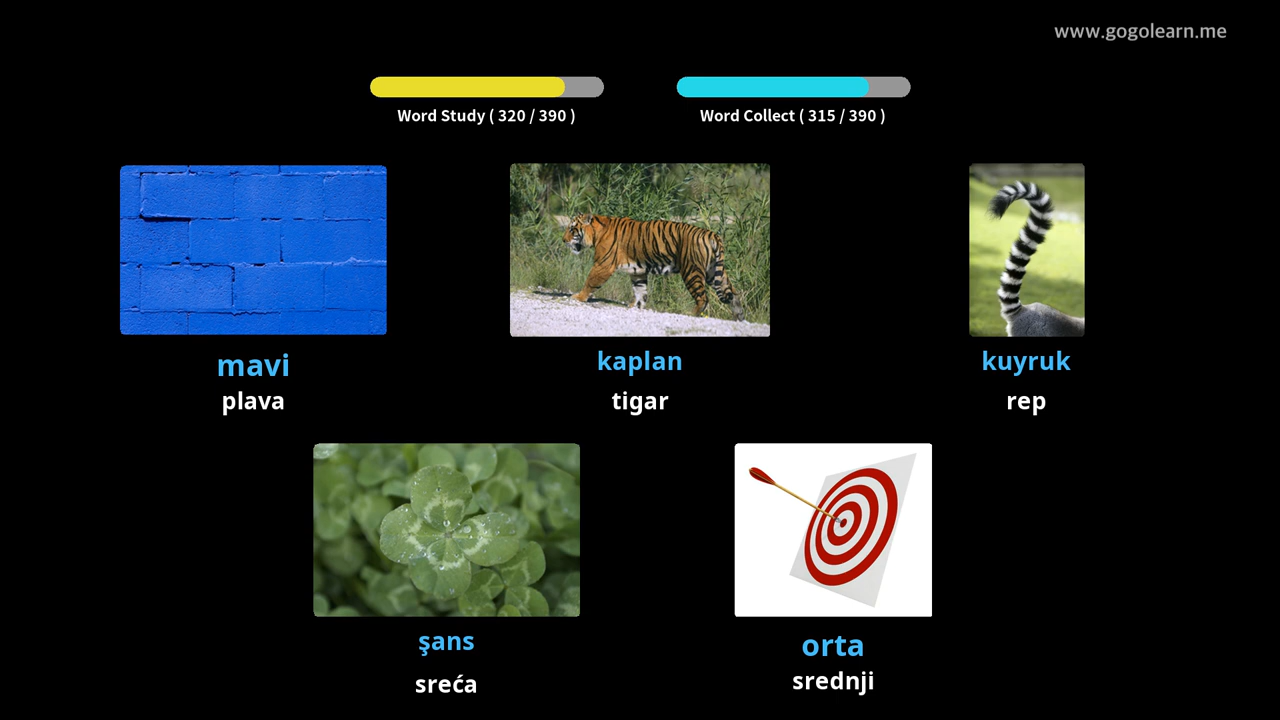 www.gogolearn.me
Word Study ( 320 / 390 )
Word Collect ( 315 / 390 )
mavi
plava
kaplan
tigar
kuyruk
rep
şans
sreća
orta
srednji